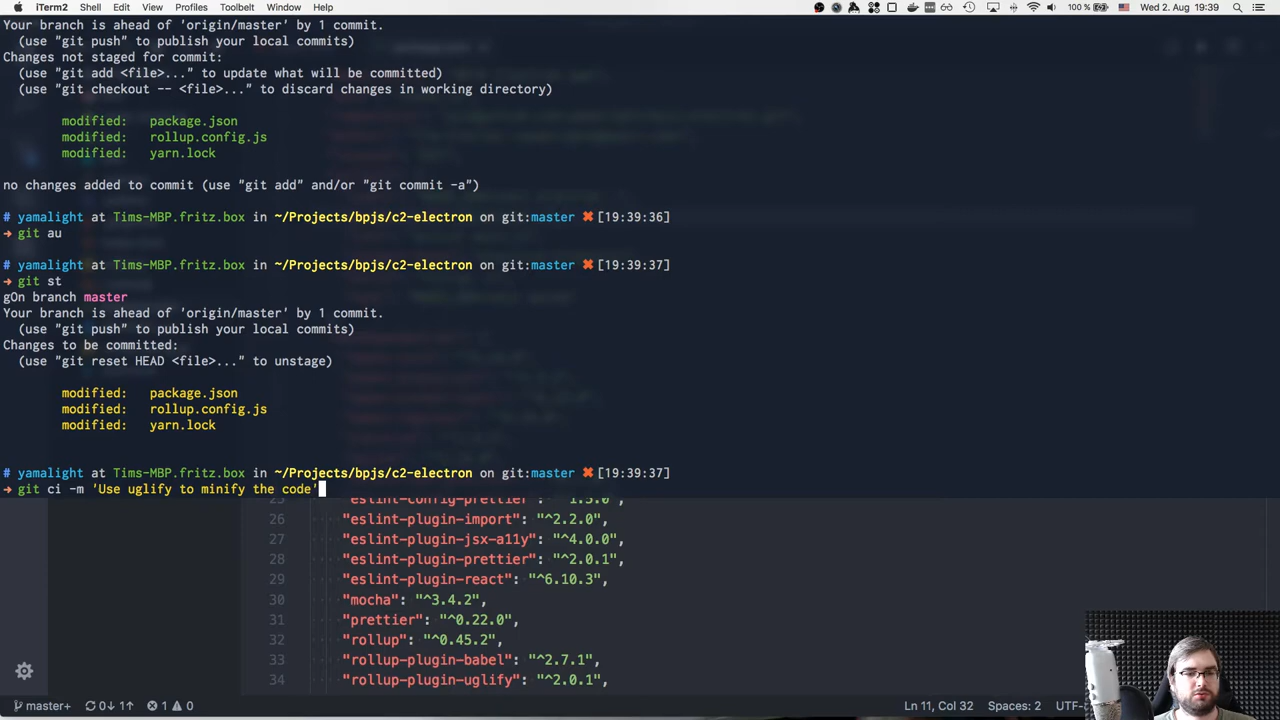 iTerm2 Shell Edit View Profiles Toolbelt Window Help 100 % Wed 2. Aug 19:39
Your branch is ahead of 'origin/master' by 1 commit.
(use "git push" to publish your local commits)
Changes not staged for commit:
(use "git add <file>..." to update what will be committed)
(use "git checkout -- <file>..." to discard changes in working directory)
modified: package.json
modified: rollup.config.js
modified: yarn.lock
no changes added to commit (use "git add" and/or "git commit -a")
# yamalight at Tims-MBP.fritz.box in ~/Projects/bpjs/c2-electron on git:master ✖[19:39:36]
➜ git au
# yamalight at Tims-MBP.fritz.box in ~/Projects/bpjs/c2-electron on git:master ✖[19:39:37]
➜ git st
gOn branch master
Your branch is ahead of 'origin/master' by 1 commit.
(use "git push" to publish your local commits)
Changes to be committed:
(use "git reset HEAD <file>..." to unstage)
modified: package.json
modified: rollup.config.js
modified: yarn.lock
# yamalight at Tims-MBP.fritz.box in ~/Projects/bpjs/c2-electron on git:master ✖[19:39:37]
➜ git ci -m 'Use uglify to minify the code'
26 "eslint-plugin-import": "^2.2.0",
27 "eslint-plugin-jsx-a11y": "^4.0.0",
28 "eslint-plugin-prettier": "^2.0.1",
29 "eslint-plugin-react": "^6.10.3",
30 "mocha": "^3.4.2",
31 "prettier": "^0.22.0",
32 "rollup": "^0.45.2",
33 "rollup-plugin-babel": "^2.7.1",
34 "rollup-plugin-uglify": "^2.0.1",
master+ 0↓ 1↑ 1 0 Ln 11, Col 32 Spaces: 2